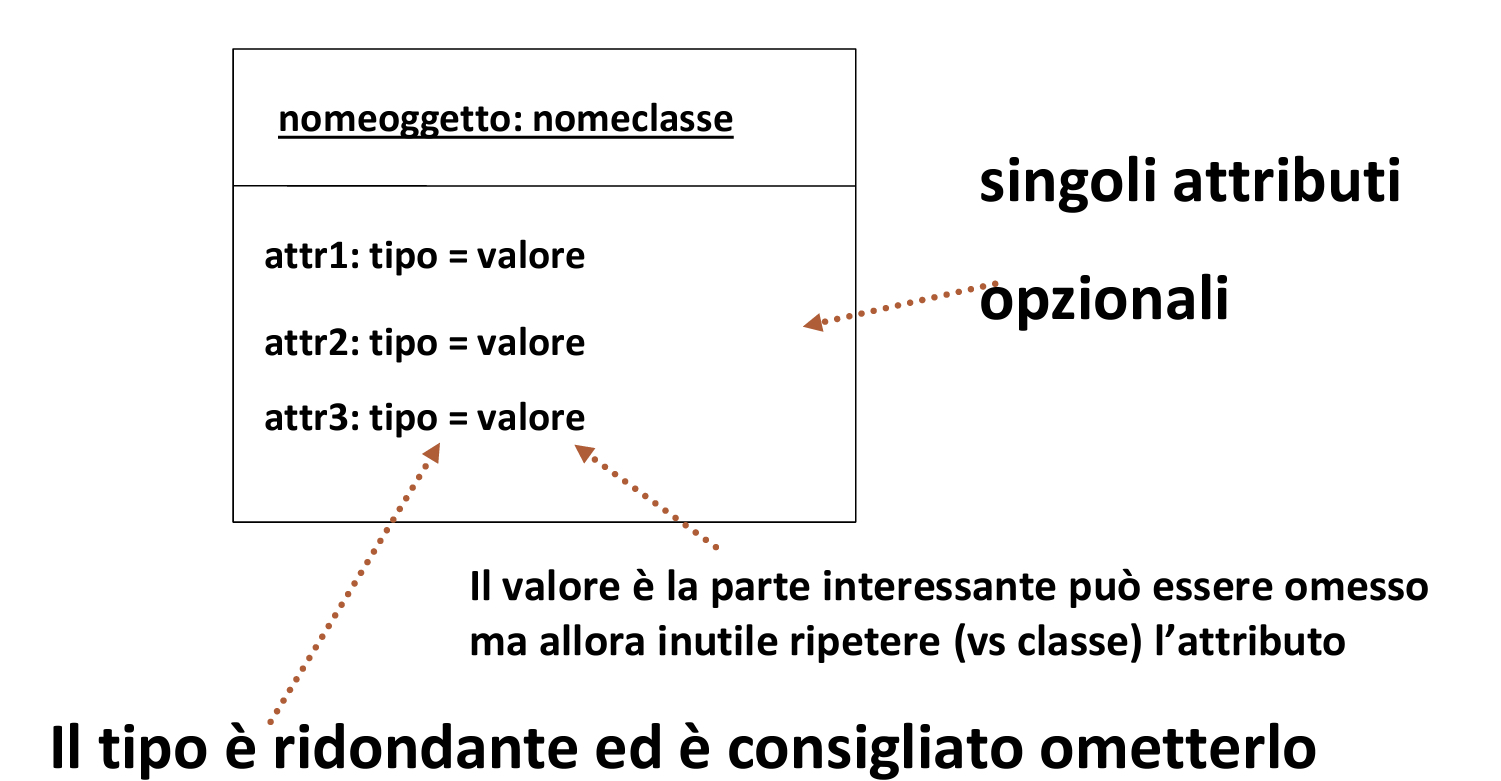 nomeoggetto: nomeclasse
singoli attributi
opzionali
attr1: tipo = valore
attr2: tipo = valore
attr3: tipo = valore
Il valore è la parte interessante può essere omesso
ma allora inutile ripetere (vs classe) l’attributo
Il tipo è ridondante ed è consigliato ometterlo